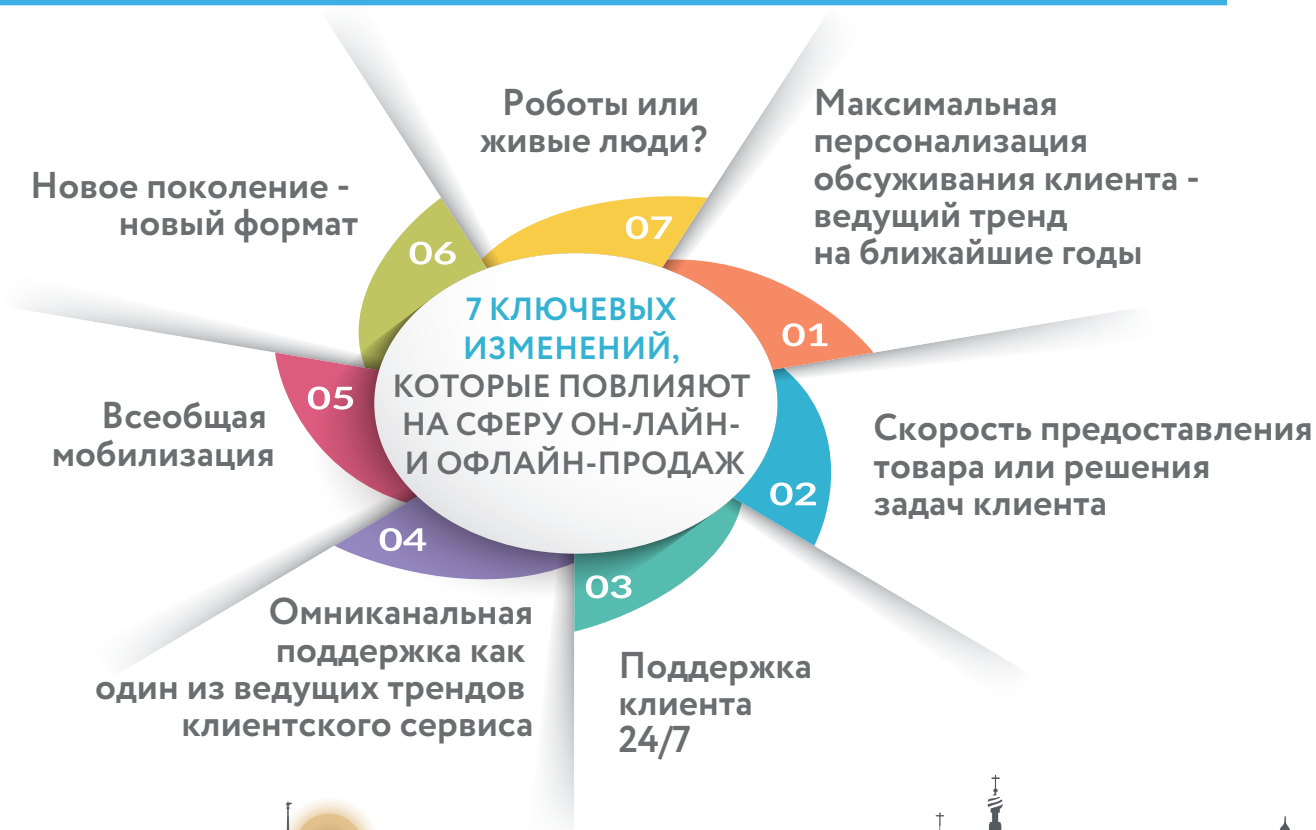 7 КЛЮЧЕВЫХ
ИЗМЕНЕНИЙ,
КОТОРЫЕ ПОВЛИЯЮТ
НА СФЕРУ ОН-ЛАЙН-
И ОФЛАЙН-ПРОДАЖ
01
Максимальная
персонализация
обсуживания клиента -
ведущий тренд
на ближайшие годы
02
Скорость предоставления
товара или решения
задач клиента
03
Поддержка
клиента
24/7
04
Омниканальная
поддержка как
один из ведущих трендов
клиентского сервиса
05
Всеобщая
мобилизация
06
Новое поколение -
новый формат
07
Роботы или
живые люди?